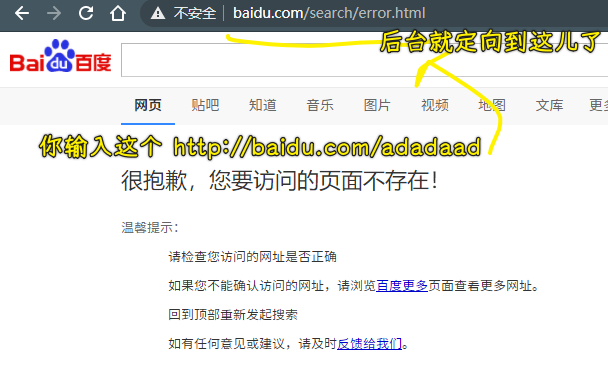 不安全 | baidu.com/search/error.html
后台就定向到这儿了
Bai du 百度
网页 贴吧 知道 音乐 图片 视频 地图 文库 更多
你输入这个 http://baidu.com/adadaad
很抱歉，您要访问的页面不存在！
温馨提示：
请检查您访问的网址是否正确
如果您不能确认访问的网址，请浏览百度更多页面查看更多网址。
回到顶部重新发起搜索
如有任何意见或建议，请及时反馈给我们。